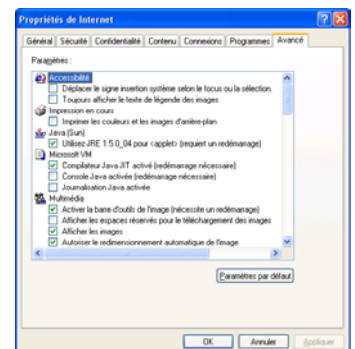 Propriétés de Internet
Général Sécurité Confidentialité Contenu Connexions Programmes Avancé
Paramètres :
Accessibilité
Déplacer le signe insertion système selon le focus ou la sélection.
Toujours afficher le texte de légende des images
Impression en cours
Imprimer les couleurs et les images d'arrière-plan
Java (Sun)
Utilisez JRE 1.5.0_04 pour <applet> (requiert un redémarrage)
Microsoft VM
Compilateur Java JIT activé (redémarrage nécessaire)
Console Java activée (redémarrage nécessaire)
Journalisation Java activée
Multimédia
Activer la barre d'outils de l'image (nécessite un redémarrage)
Afficher les espaces réservés pour le téléchargement des images
Afficher les images
Autoriser le redimensionnement automatique de l'image
Paramètres par défaut
OK Annuler Appliquer